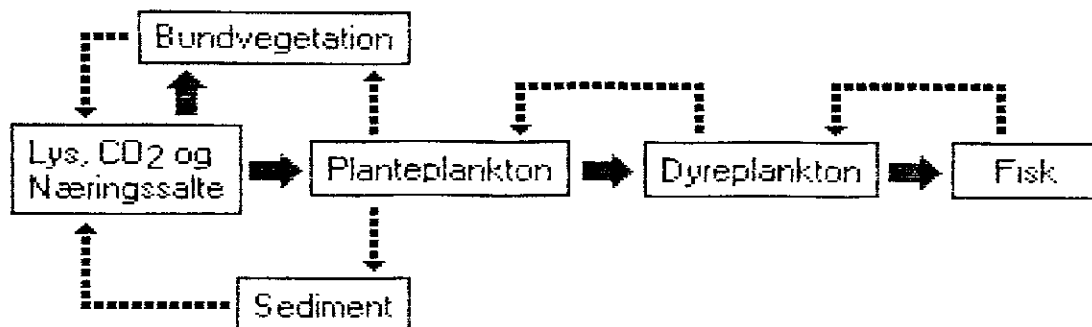 Bundvegetation
Lys, CO2 og
Næringssalte
Planteplankton
Dyreplankton
Fisk
Sediment